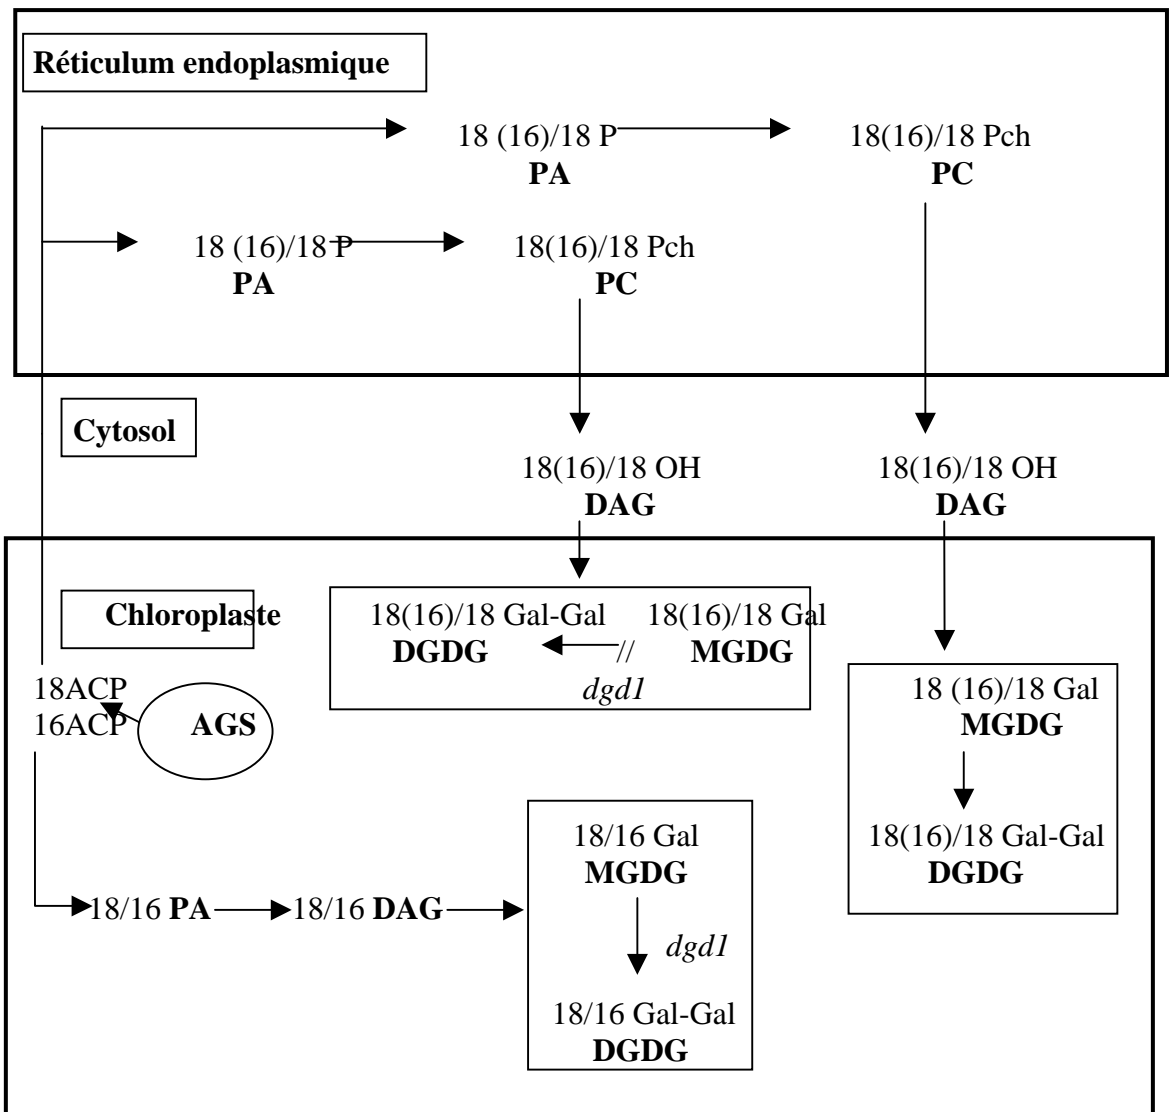 Réticulum endoplasmique
18 (16)/18 P
PA
18(16)/18 Pch
PC
18 (16)/18 P
PA
18(16)/18 Pch
PC
Cytosol
18(16)/18 OH
DAG
18(16)/18 OH
DAG
Chloroplaste
18(16)/18 Gal-Gal
DGDG
//
dgd1
18(16)/18 Gal
MGDG
18ACP
16ACP
AGS
18 (16)/18 Gal
MGDG
18(16)/18 Gal-Gal
DGDG
18/16 PA
18/16 DAG
18/16 Gal
MGDG
dgd1
18/16 Gal-Gal
DGDG